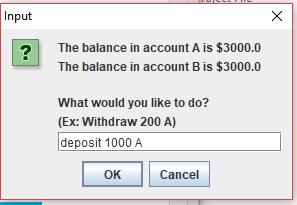 Input
The balance in account A is $3000.0
The balance in account B is $3000.0
What would you like to do?
(Ex: Withdraw 200 A)
deposit 1000 A
OK Cancel